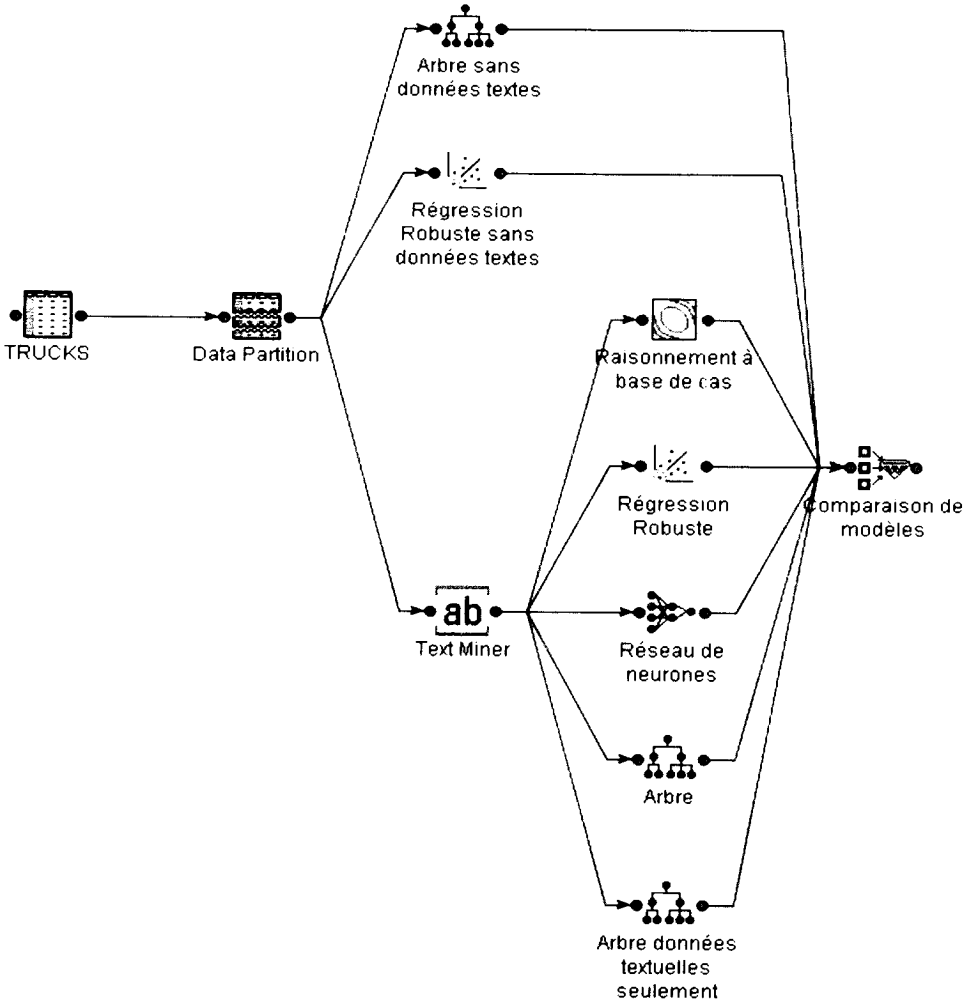 Arbre sans
données textes
Régression
Robuste sans
données textes
TRUCKS
Data Partition
Raisonnement à
base de cas
Régression
Robuste
Comparaison de
modèles
ab
Text Miner
Réseau de
neurones
Arbre
Arbre données
textuelles
seulement